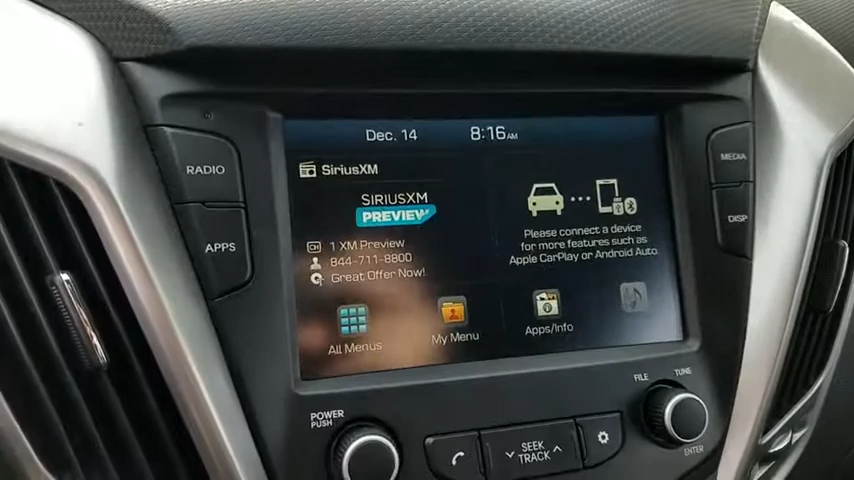 Dec. 14
8:16 AM
RADIO
MEDIA
SiriusXM
SIRIUSXM
PREVIEW
APPS
DISP
CH 1 XM Preview
844-711-8800
Great Offer Now!
Please connect a device
for more features such as
Apple CarPlay or Android Auto
All Menus
My Menu
Apps/Info
FILE
TUNE
POWER
PUSH
SEEK
TRACK
ENTER